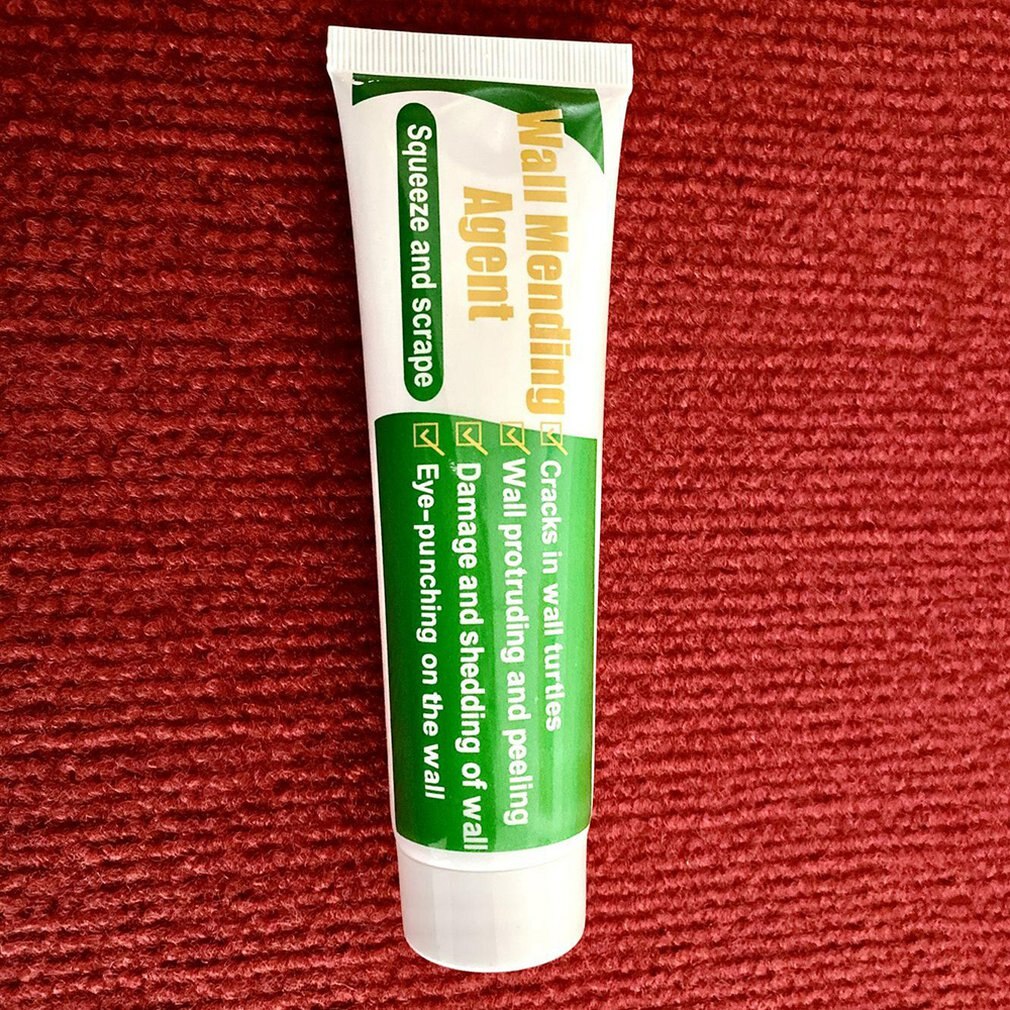 Wall Mending
Agent
Squeeze and scrape
Cracks in wall turtles
Wall protruding and peeling
Damage and shedding of wall
Eye-punching on the wall